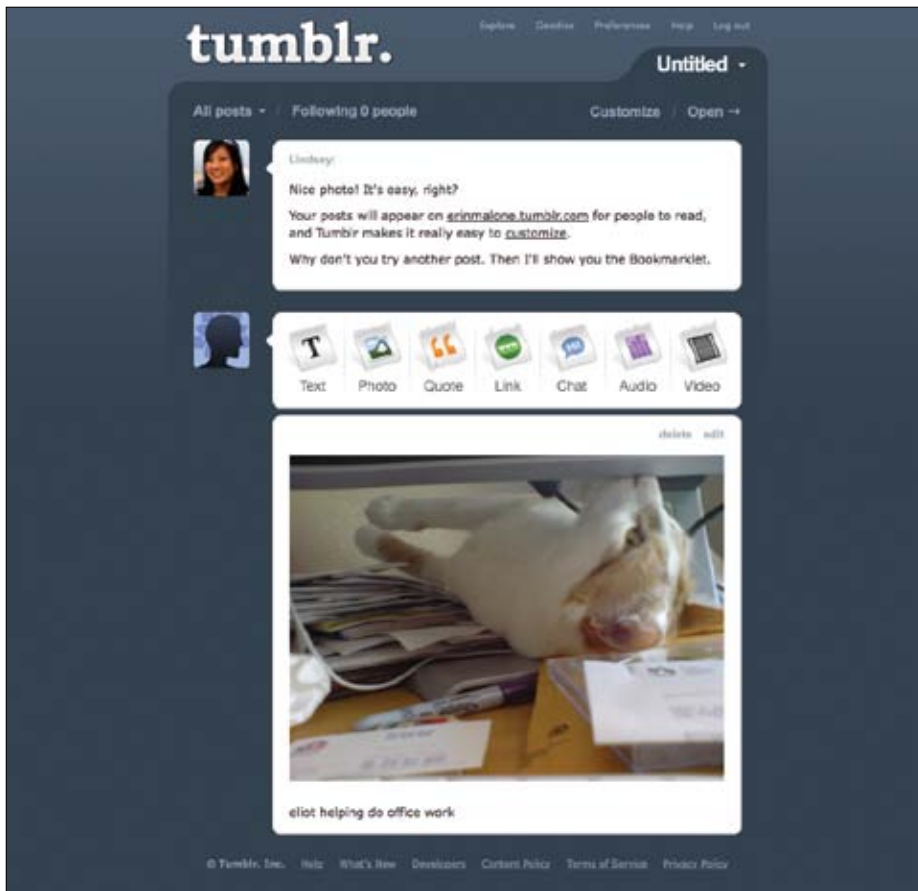 tumblr.
Explore Goodies Preferences Help Log out
Untitled
All posts / Following 0 people
Customize / Open →
Lindsay:
Nice photo! It's easy, right?
Your posts will appear on erinmalone.tumblr.com for people to read,
and Tumblr makes it really easy to customize.
Why don't you try another post. Then I'll show you the Bookmarklet.
Text Photo Quote Link Chat Audio Video
delete edit
eliot helping do office work
© Tumblr, Inc. Help What's New Developers Content Policy Terms of Service Privacy Policy